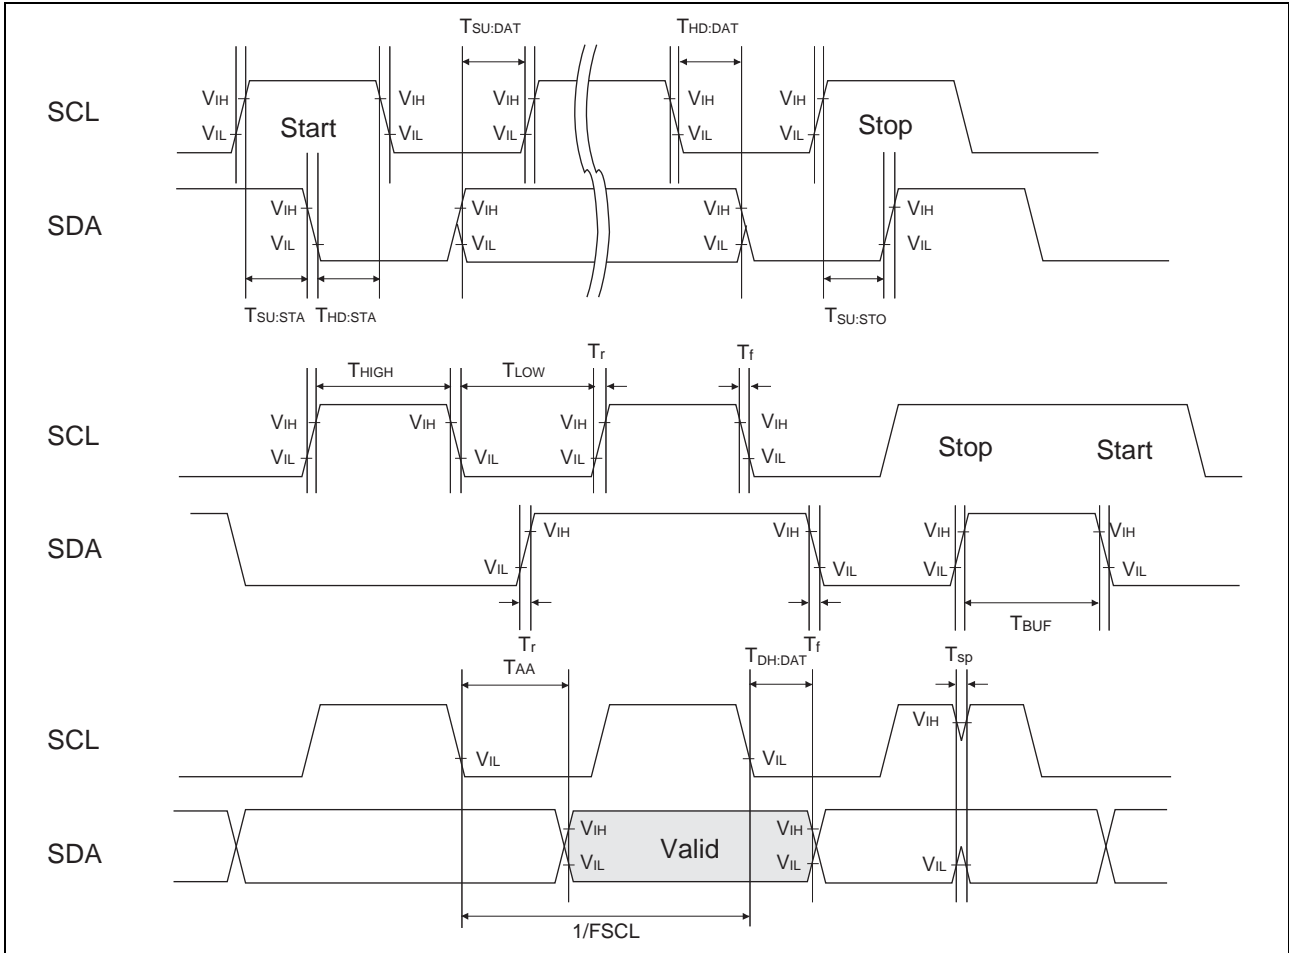 TSU:DAT THD:DAT
SCL VIH VIL Start VIH VIL VIH VIL VIH VIL VIH VIL Stop
SDA VIH VIL VIH VIL VIH VIL VIH VIL
TSU:STA THD:STA TSU:STO
THIGH TLOW Tr Tf
SCL VIH VIL VIH VIL VIH VIL VIH VIL Stop Start
SDA VIH VIL VIH VIL VIH VIL VIH VIL
Tr Tf TBUF
TAA TDH:DAT Tsp
SCL VIL VIL VIH
SDA VIH VIL Valid VIH VIL VIL
1/FSCL